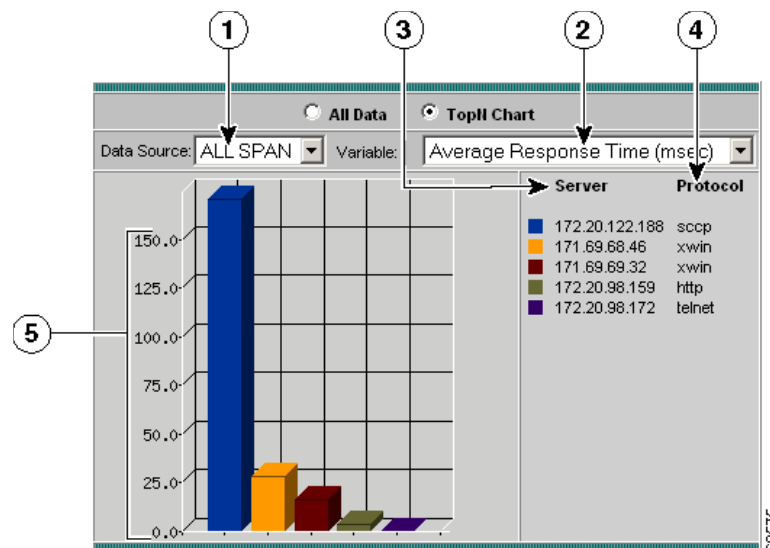 1 3 2 4
All Data TopN Chart
Data Source: ALL SPAN Variable: Average Response Time (msec)
Server Protocol
172.20.122.188 sccp
171.69.68.46 xwin
171.69.69.32 xwin
172.20.98.159 http
172.20.98.172 telnet
150.0
125.0
100.0
5
75.0
50.0
25.0
0.0